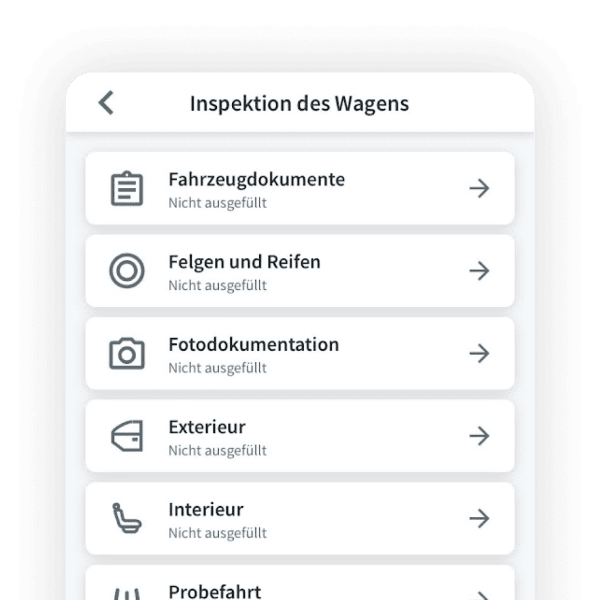 Inspektion des Wagens
Fahrzeugdokumente
Nicht ausgefüllt
Felgen und Reifen
Nicht ausgefüllt
Fotodokumentation
Nicht ausgefüllt
Exterieur
Nicht ausgefüllt
Interieur
Nicht ausgefüllt
Probefahrt